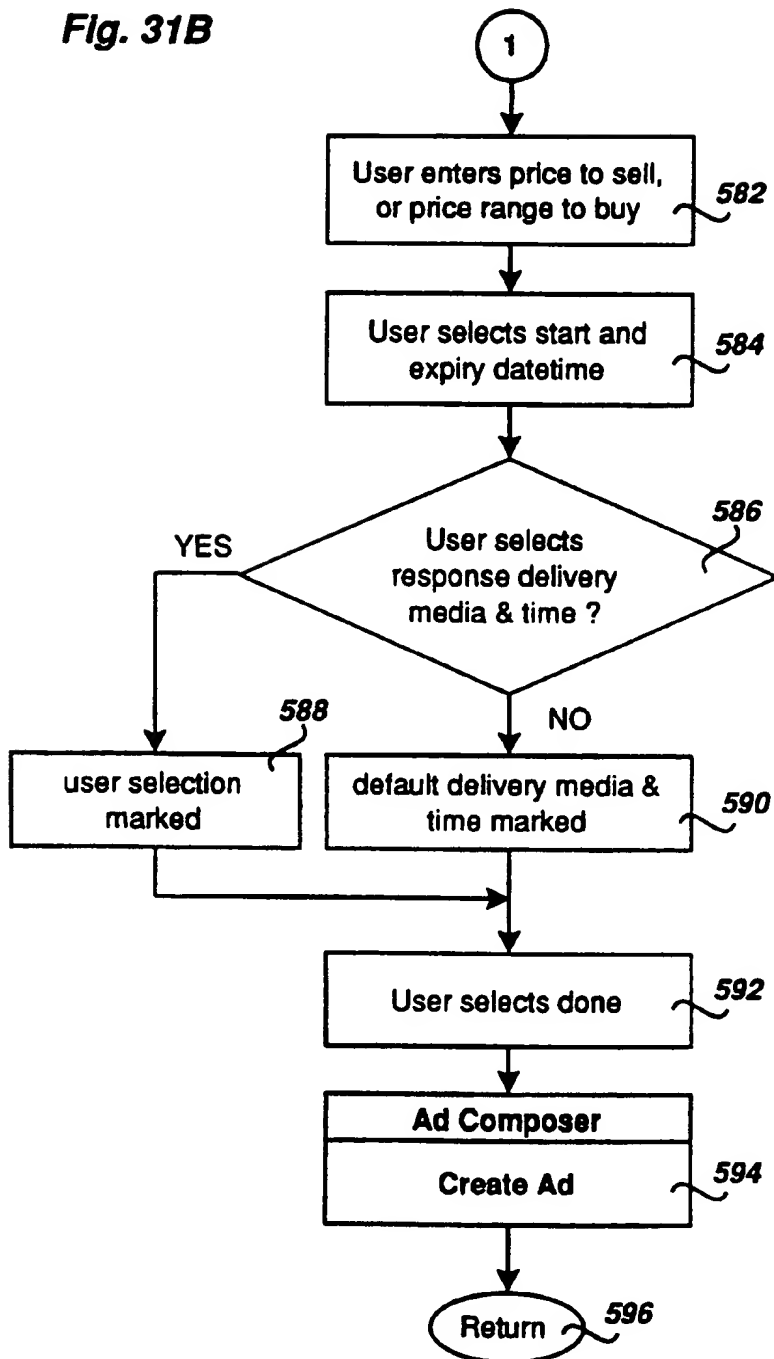 Fig. 31B
1
User enters price to sell,
or price range to buy
582
User selects start and
expiry datetime
584
586
User selects
response delivery
media & time ?
YES
NO
588
user selection
marked
default delivery media &
time marked
590
User selects done
592
Ad Composer
Create Ad
594
Return
596